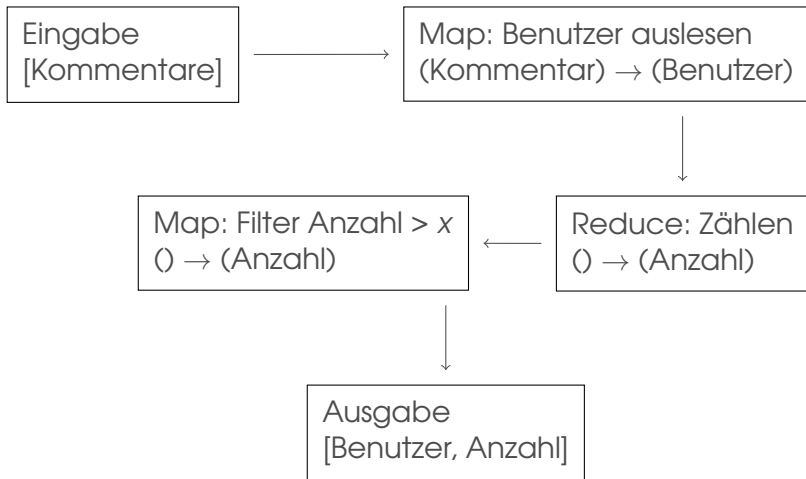 Eingabe
[Kommentare]
Map: Benutzer auslesen
(Kommentar) → (Benutzer)
Reduce: Zählen
() → (Anzahl)
Map: Filter Anzahl > x
() → (Anzahl)
Ausgabe
[Benutzer, Anzahl]